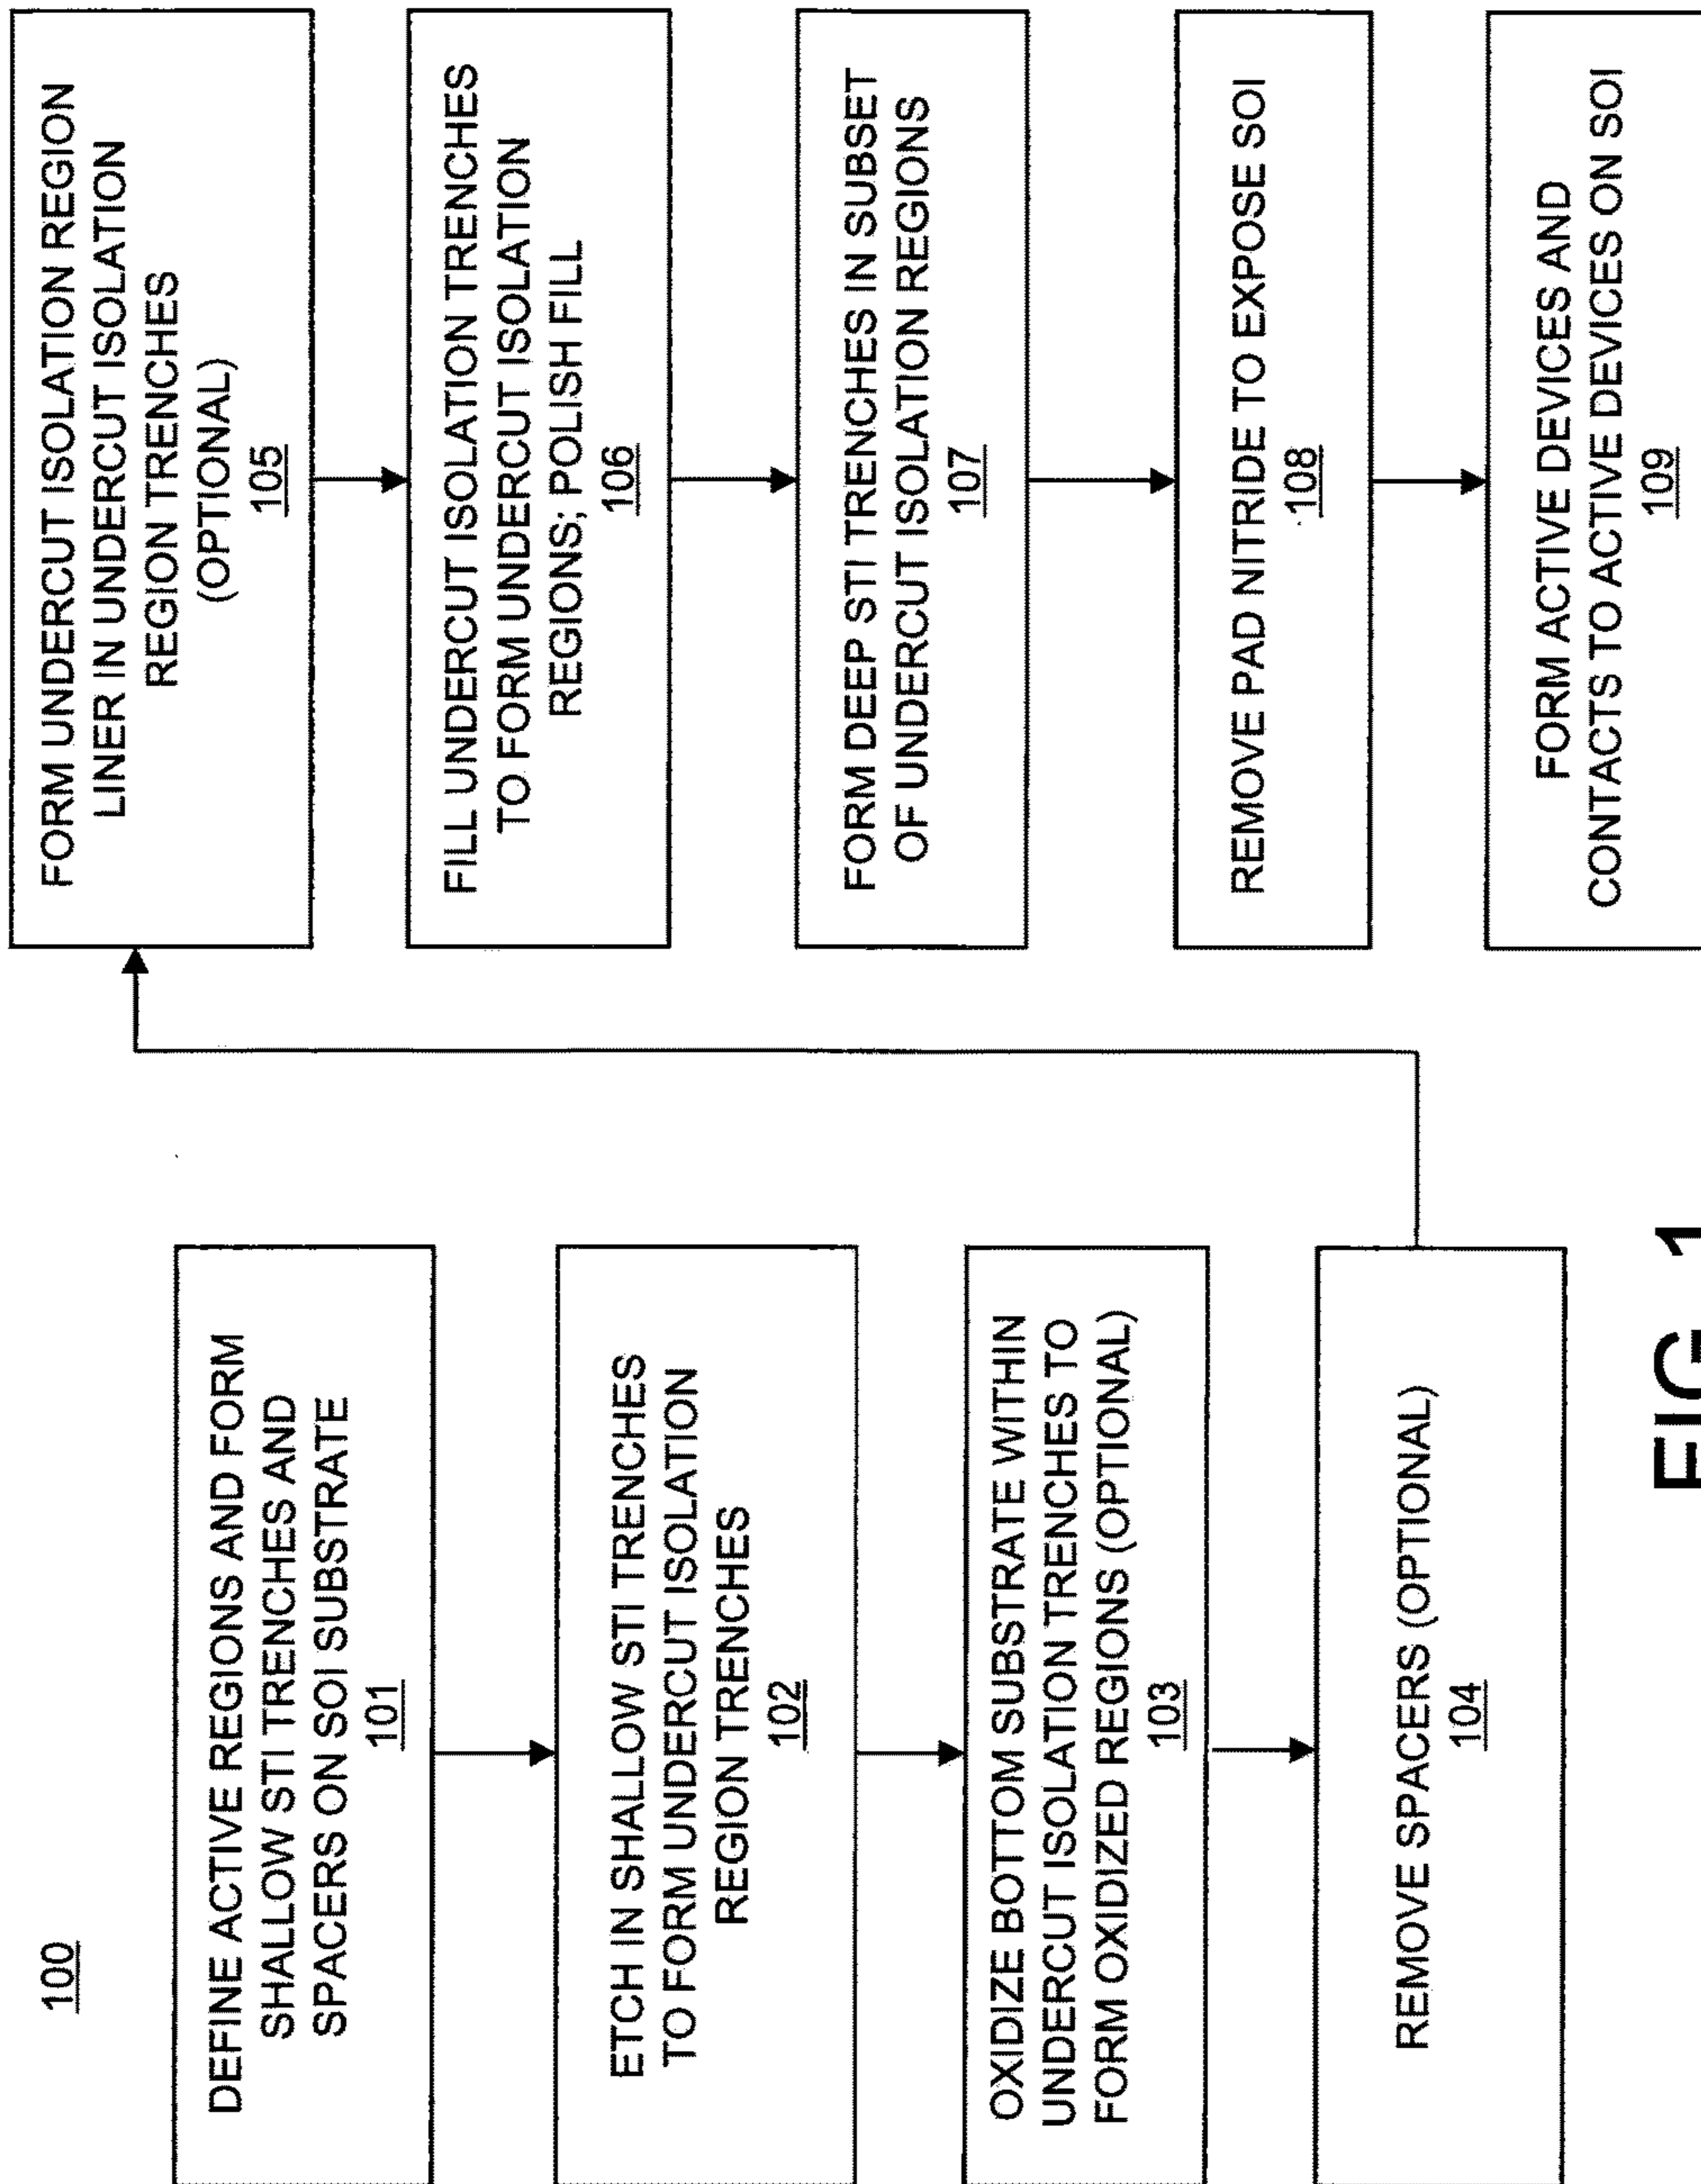 100
DEFINE ACTIVE REGIONS AND FORM
SHALLOW STI TRENCHES AND
SPACERS ON SOI SUBSTRATE
101
ETCH IN SHALLOW STI TRENCHES
TO FORM UNDERCUT ISOLATION
REGION TRENCHES
102
OXIDIZE BOTTOM SUBSTRATE WITHIN
UNDERCUT ISOLATION TRENCHES TO
FORM OXIDIZED REGIONS (OPTIONAL)
103
REMOVE SPACERS (OPTIONAL)
104
FORM UNDERCUT ISOLATION REGION
LINER IN UNDERCUT ISOLATION
REGION TRENCHES
(OPTIONAL)
105
FILL UNDERCUT ISOLATION TRENCHES
TO FORM UNDERCUT ISOLATION
REGIONS; POLISH FILL
106
FORM DEEP STI TRENCHES IN SUBSET
OF UNDERCUT ISOLATION REGIONS
107
REMOVE PAD NITRIDE TO EXPOSE SOI
108
FORM ACTIVE DEVICES AND
CONTACTS TO ACTIVE DEVICES ON SOI
109
FIG. 1